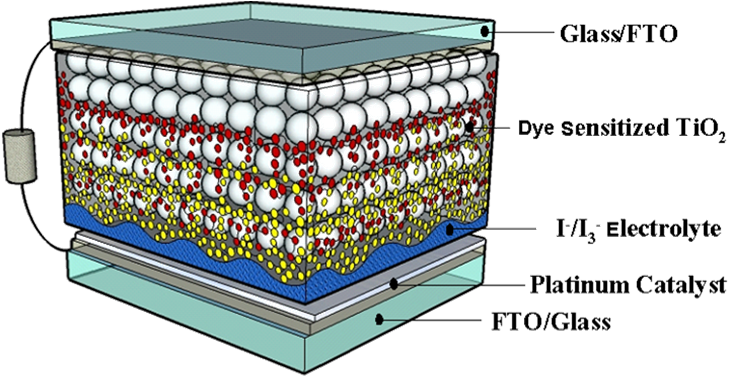 Glass/FTO
Dye Sensitized TiO₂
I⁻/I₃⁻ Electrolyte
Platinum Catalyst
FTO/Glass